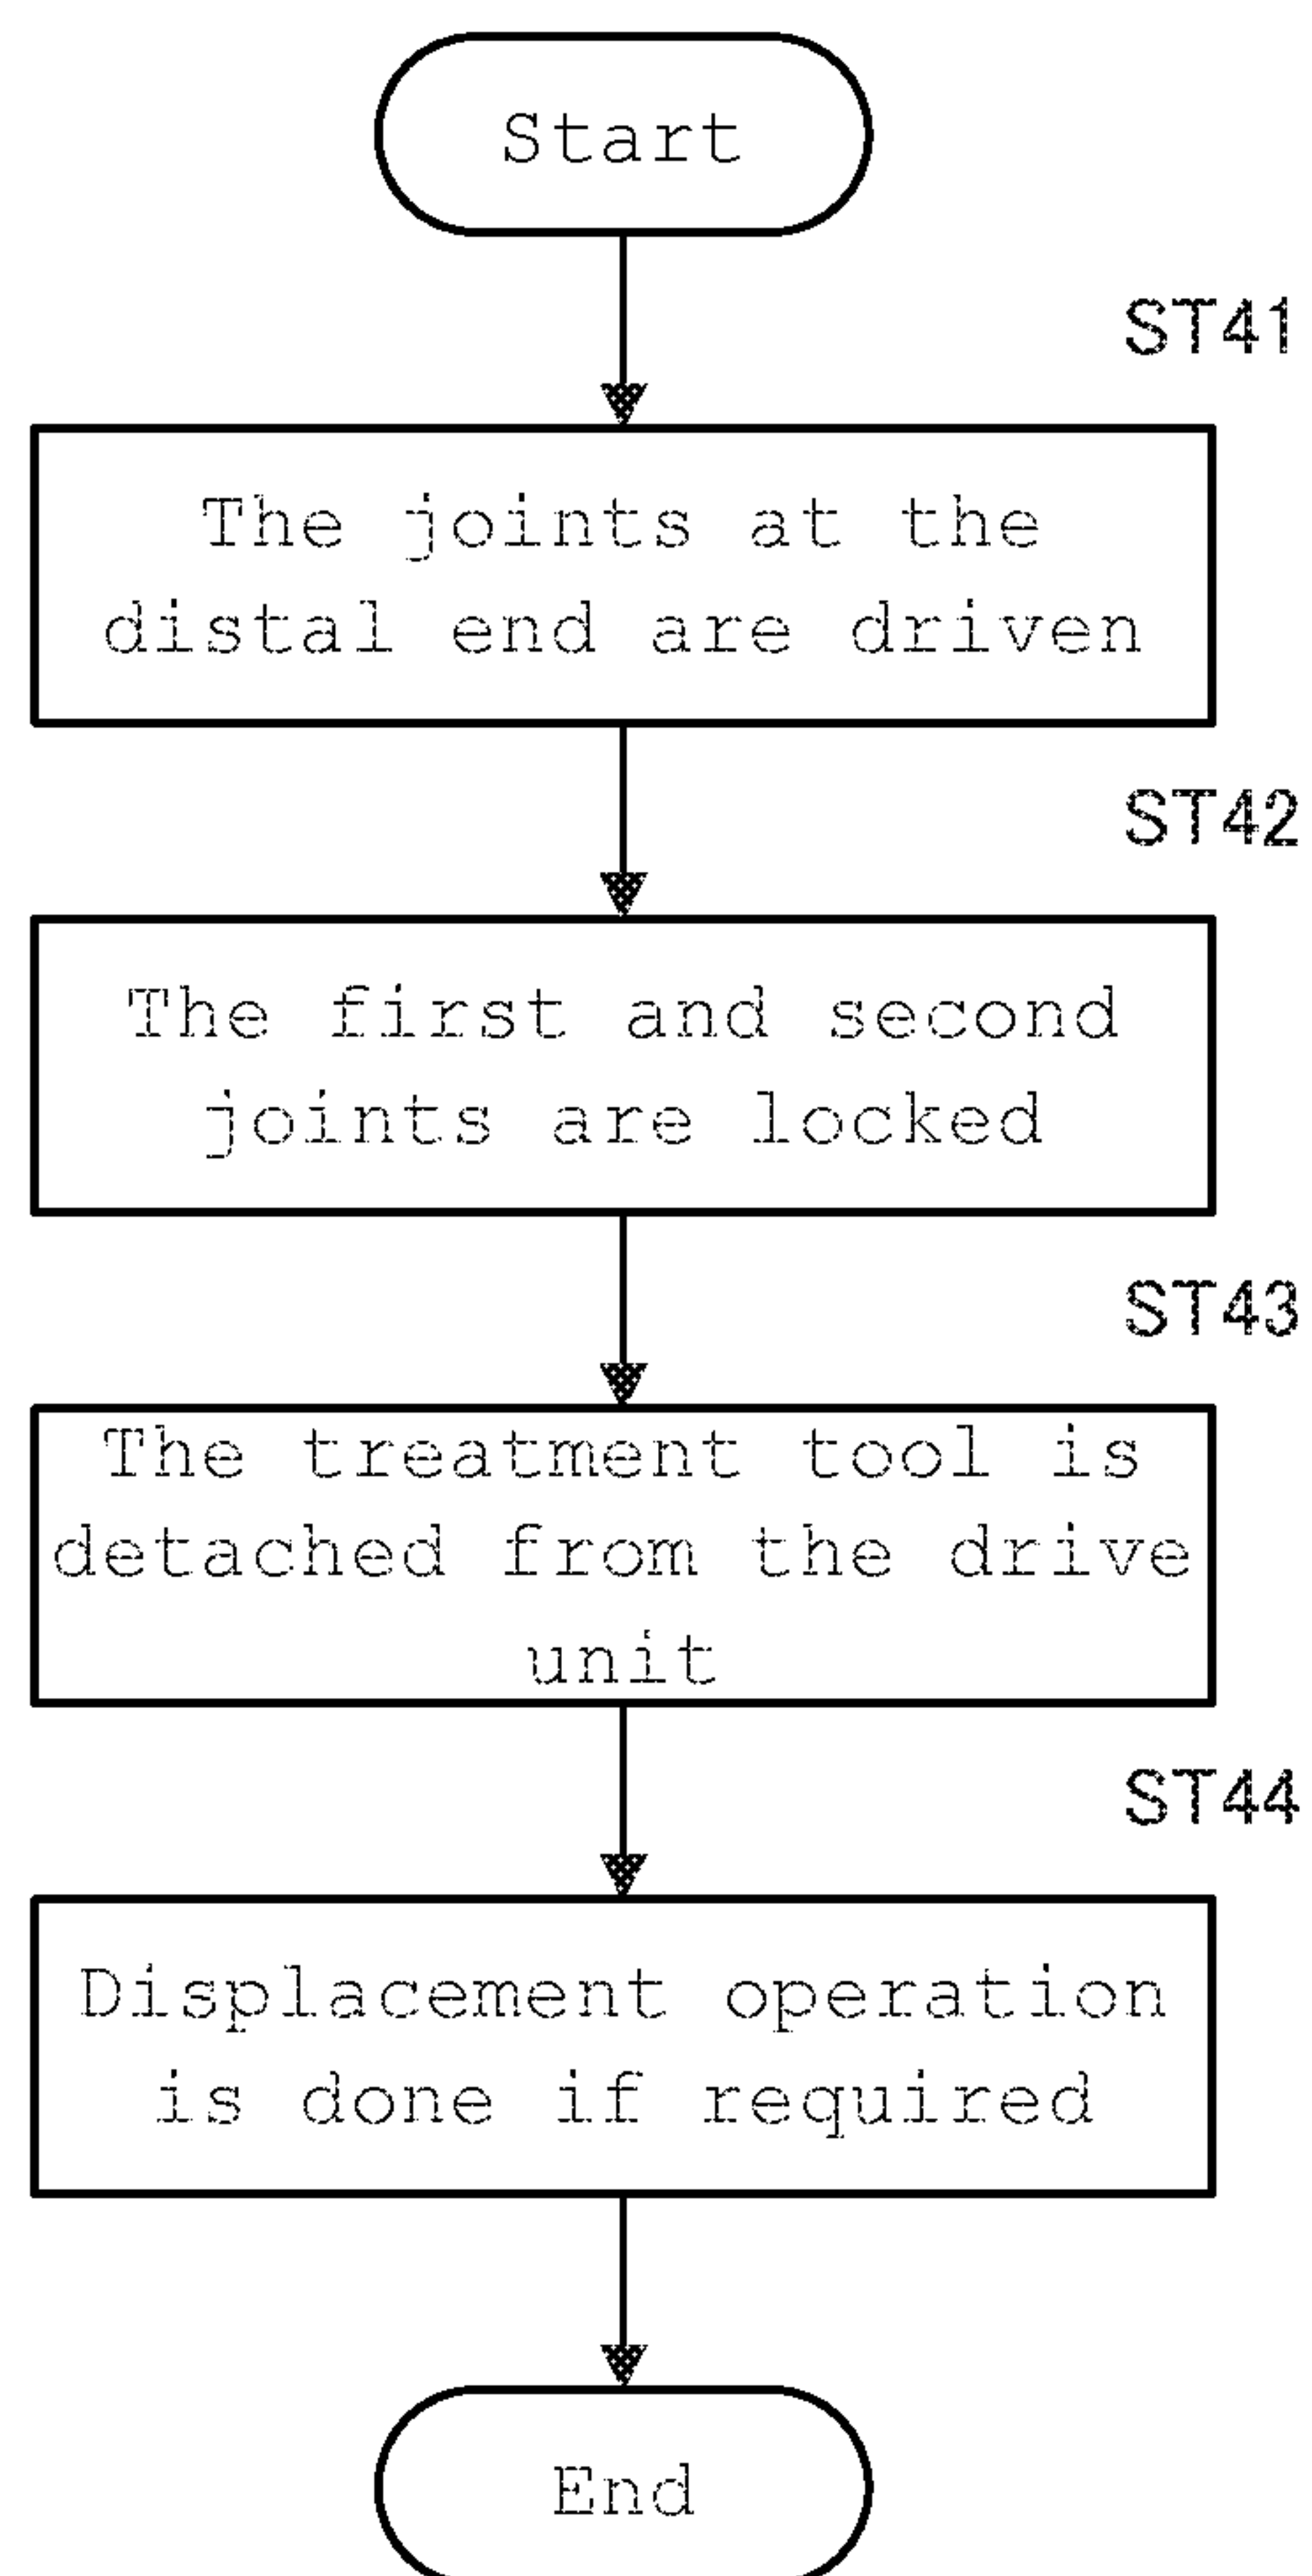 Start
ST41
The joints at the
distal end are driven
ST42
The first and second
joints are locked
ST43
The treatment tool is
detached from the drive
unit
ST44
Displacement operation
is done if required
End